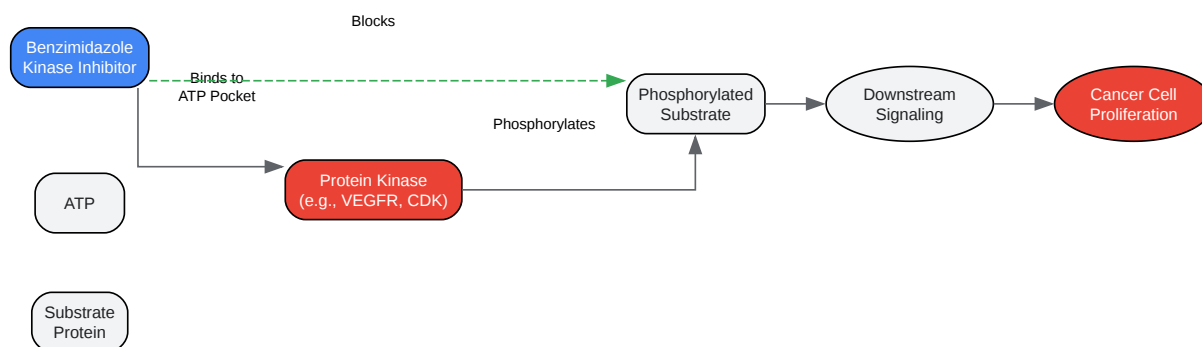 Blocks
Benzimidazole
Kinase Inhibitor
Binds to
ATP Pocket
Phosphorylates
Phosphorylated
Substrate
Downstream
Signaling
Cancer Cell
Proliferation
Protein Kinase
(e.g., VEGFR, CDK)
ATP
Substrate
Protein